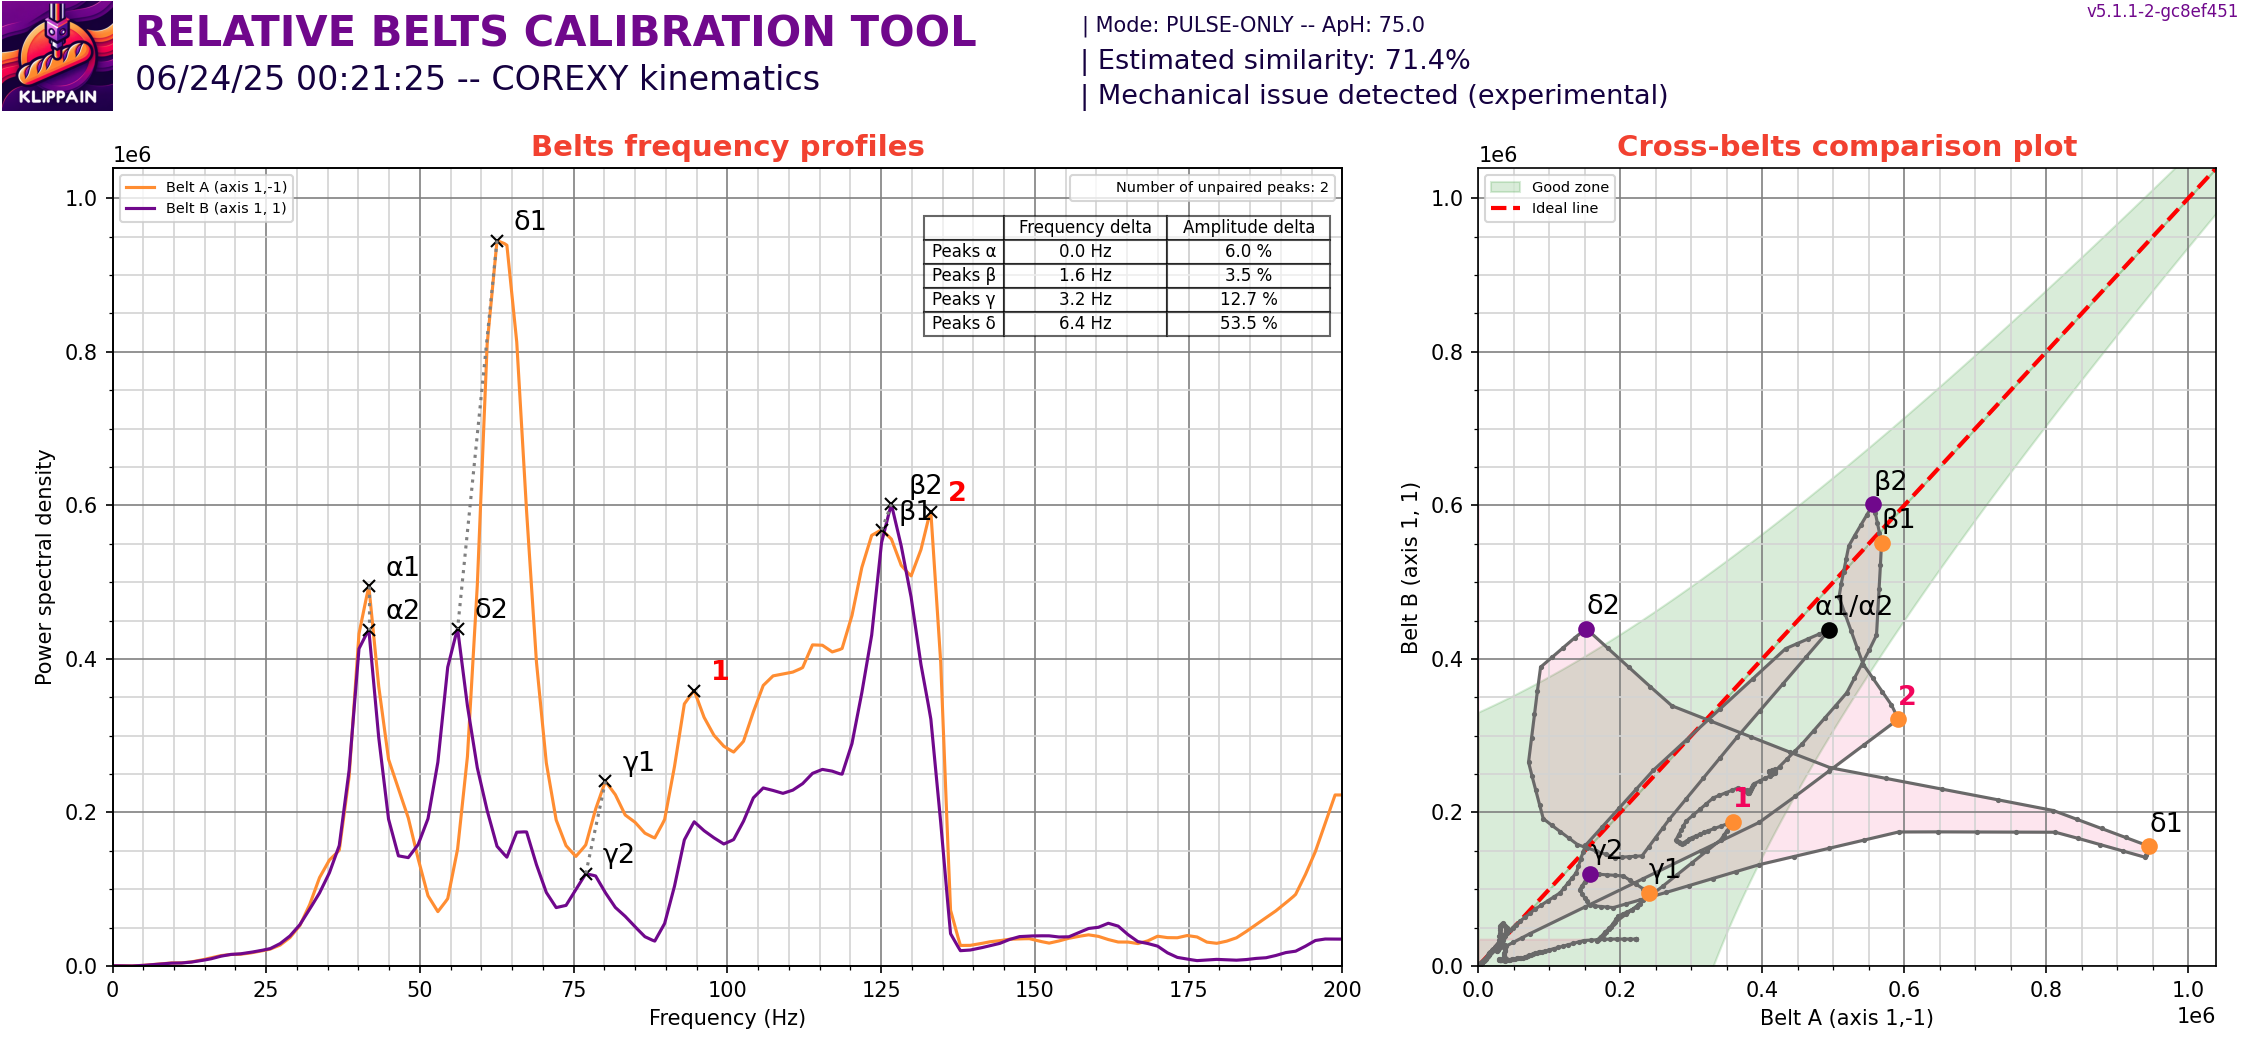 KLIPPAIN
RELATIVE BELTS CALIBRATION TOOL
06/24/25 00:21:25 -- COREXY kinematics
| Mode: PULSE-ONLY -- ApH: 75.0
| Estimated similarity: 71.4%
| Mechanical issue detected (experimental)
v5.1.1-2-gc8ef451
Belts frequency profiles
1e6
Belt A (axis 1,-1)
Belt B (axis 1, 1)
Number of unpaired peaks: 2
Frequency delta Amplitude delta
Peaks α 0.0 Hz 6.0 %
Peaks β 1.6 Hz 3.5 %
Peaks γ 3.2 Hz 12.7 %
Peaks δ 6.4 Hz 53.5 %
δ1
β2
2
β1
α1
α2
δ2
1
γ1
γ2
1.0
0.8
0.6
0.4
0.2
0.0
Power spectral density
0 25 50 75 100 125 150 175 200
Frequency (Hz)
Cross-belts comparison plot
1e6
Good zone
Ideal line
β2
β1
δ2
α1/α2
2
1
δ1
γ2
γ1
1.0
0.8
0.6
0.4
0.2
0.0
Belt B (axis 1, 1)
0.0 0.2 0.4 0.6 0.8 1.0
1e6
Belt A (axis 1,-1)